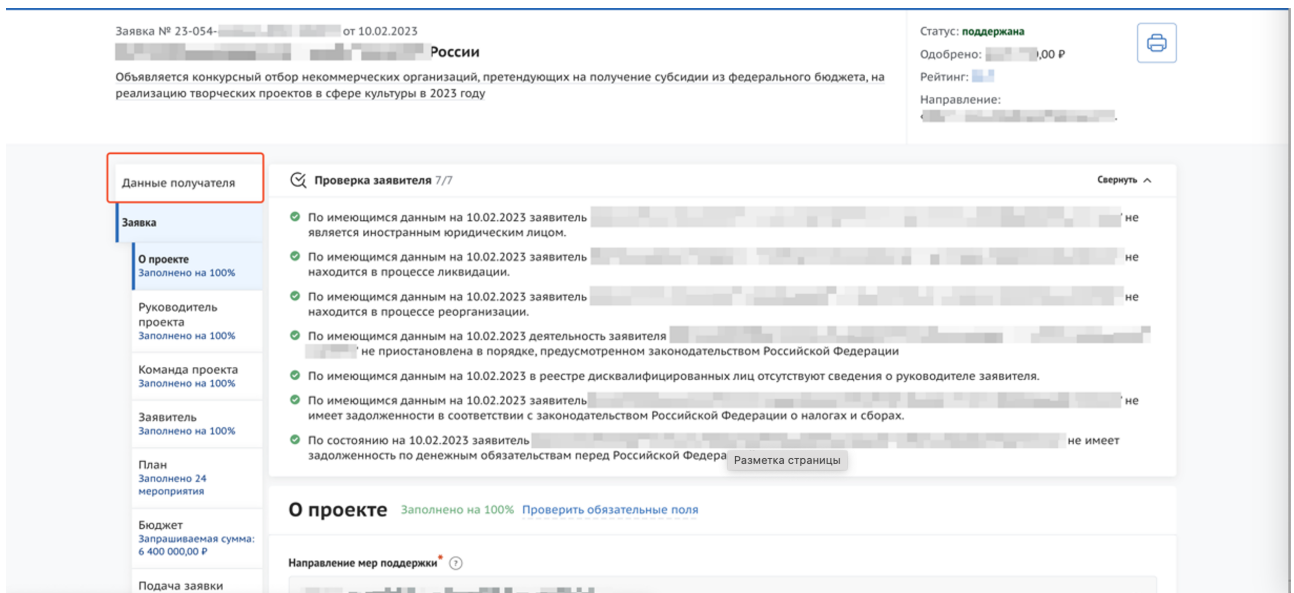 Заявка № 23-054- от 10.02.2023
России
Объявляется конкурсный отбор некоммерческих организаций, претендующих на получение субсидии из федерального бюджета, на
реализацию творческих проектов в сфере культуры в 2023 году
Статус: поддержана
Одобрено: ,00 ₽
Рейтинг:
Направление:
Данные получателя
Заявка
О проекте
Заполнено на 100%
Руководитель
проекта
Заполнено на 100%
Команда проекта
Заполнено на 100%
Заявитель
Заполнено на 100%
План
Заполнено 24
мероприятия
Бюджет
Запрашиваемая сумма:
6 400 000,00 ₽
Подача заявки
Проверка заявителя 7/7
Свернуть
По имеющимся данным на 10.02.2023 заявитель не
является иностранным юридическим лицом.
По имеющимся данным на 10.02.2023 заявитель не
находится в процессе ликвидации.
По имеющимся данным на 10.02.2023 заявитель не
находится в процессе реорганизации.
По имеющимся данным на 10.02.2023 деятельность заявителя
не приостановлена в порядке, предусмотренном законодательством Российской Федерации
По имеющимся данным на 10.02.2023 в реестре дисквалифицированных лиц отсутствуют сведения о руководителе заявителя.
По имеющимся данным на 10.02.2023 заявитель не
имеет задолженности в соответствии с законодательством Российской Федерации о налогах и сборах.
По состоянию на 10.02.2023 заявитель не имеет
задолженность по денежным обязательствам перед Российской Федера
Разметка страницы
О проекте Заполнено на 100% Проверить обязательные поля
Направление мер поддержки* ?